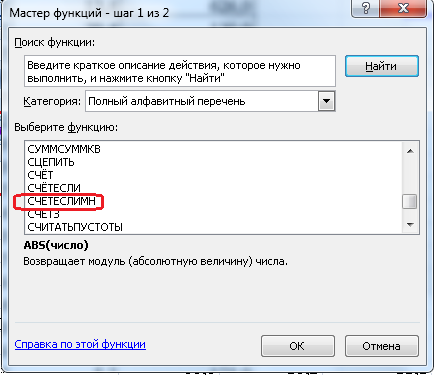 Мастер функций - шаг 1 из 2
Поиск функции:
Введите краткое описание действия, которое нужно
выполнить, и нажмите кнопку "Найти"
Найти
Категория: Полный алфавитный перечень
Выберите функцию:
СУММСУММКВ
СЦЕПИТЬ
СЧЁТ
СЧЁТЕСЛИ
СЧЁТЕСЛИМН
СЧЁТЗ
СЧИТАТЬПУСТОТЫ
ABS(число)
Возвращает модуль (абсолютную величину) числа.
Справка по этой функции
ОК
Отмена